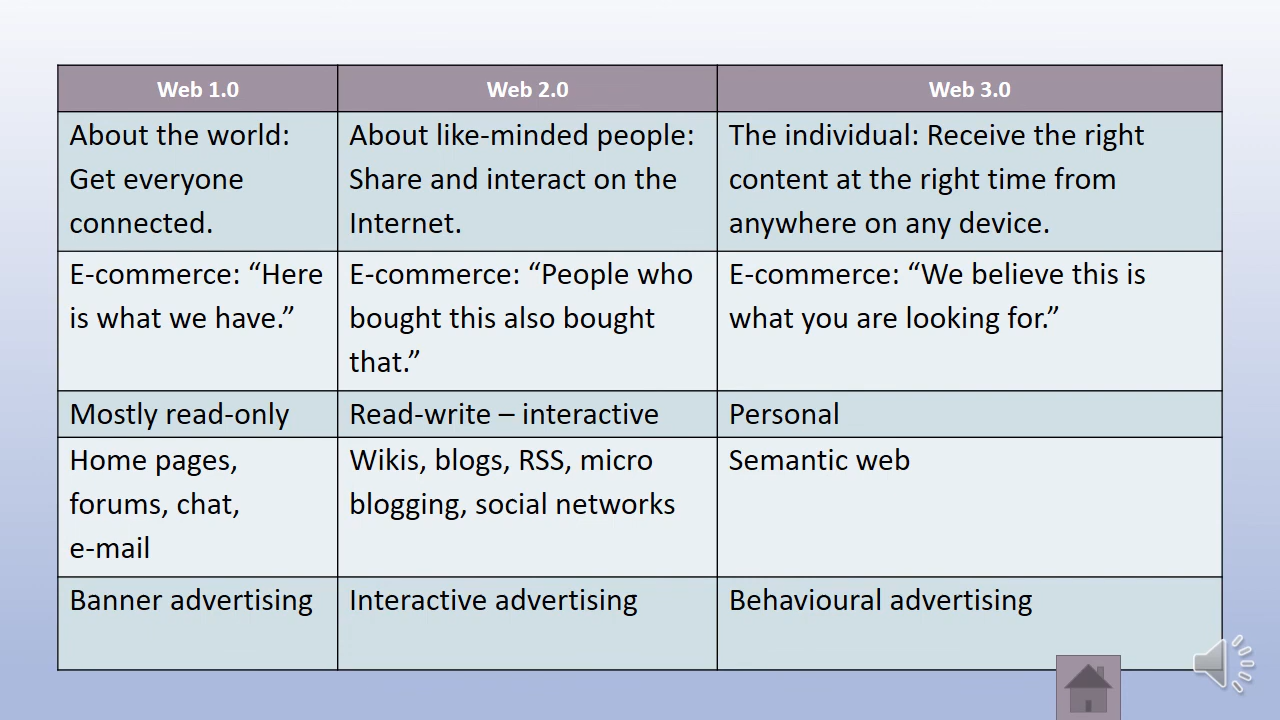 Web 1.0
Web 2.0
Web 3.0
About the world:
Get everyone
connected.
About like-minded people:
Share and interact on the
Internet.
The individual: Receive the right
content at the right time from
anywhere on any device.
E-commerce: “Here
is what we have.”
E-commerce: “People who
bought this also bought
that.”
E-commerce: “We believe this is
what you are looking for.”
Mostly read-only
Read-write – interactive
Personal
Home pages,
forums, chat,
e-mail
Wikis, blogs, RSS, micro
blogging, social networks
Semantic web
Banner advertising
Interactive advertising
Behavioural advertising